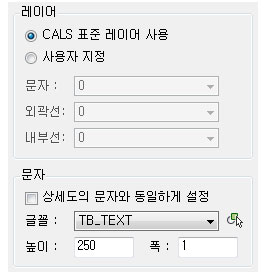 레이어
CALS 표준 레이어 사용
사용자 지정
문자 : 0
외곽선: 0
내부선: 0
문자
상세도의 문자와 동일하게 설정
글꼴 : TB_TEXT
높이 : 250 폭 : 1